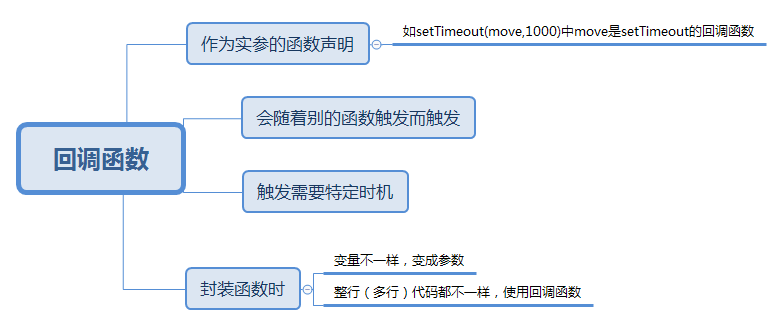 作为实参的函数声明
如setTimeout(move,1000)中move是setTimeout的回调函数
会随着别的函数触发而触发
回调函数
触发需要特定时机
封装函数时
变量不一样，变成参数
整行（多行）代码都不一样，使用回调函数